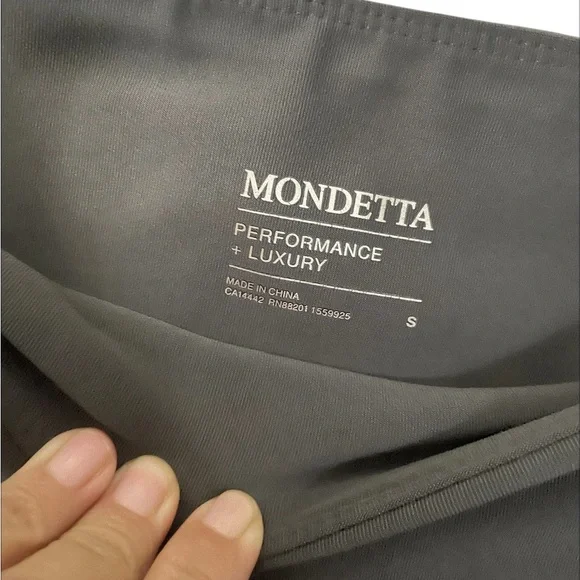 MONDETTA
PERFORMANCE
+ LUXURY
MADE IN CHINA
CA14442 RN88201 1559925
S